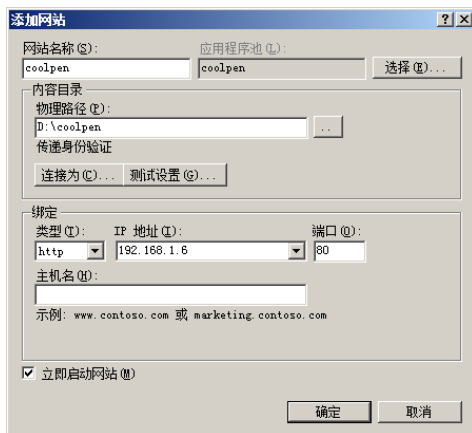 添加网站
网站名称(S): 应用程序池(L):
coolpen coolpen 选择(E)...
内容目录
物理路径(P):
D:\coolpen ..
传递身份验证
连接为(C)... 测试设置(G)...
绑定
类型(T): IP 地址(I): 端口(O):
http 192.168.1.6 80
主机名(H):
示例: www.contoso.com 或 marketing.contoso.com
立即启动网站(M)
确定 取消